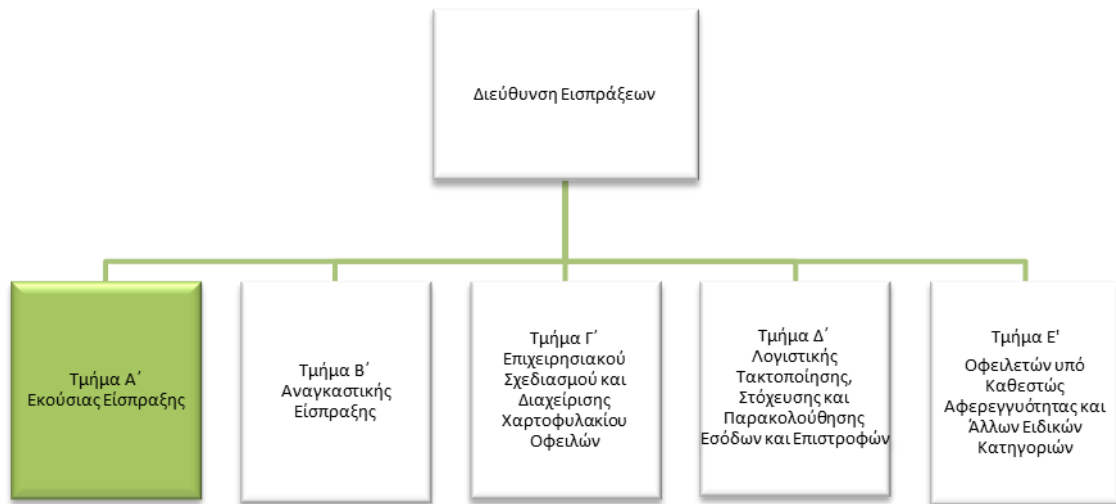 Διεύθυνση Εισπράξεων
Τμήμα Α΄
Εκούσιας Είσπραξης
Τμήμα Β΄
Αναγκαστικής
Είσπραξης
Τμήμα Γ΄
Επιχειρησιακού
Σχεδιασμού και
Διαχείρισης
Χαρτοφυλακίου
Οφειλών
Τμήμα Δ΄
Λογιστικής
Τακτοποίησης,
Στόχευσης και
Παρακολούθησης
Εσόδων και Επιστροφών
Τμήμα Ε'
Οφειλετών υπό
Καθεστώς
Αφερεγγυότητας και
Άλλων Ειδικών
Κατηγοριών